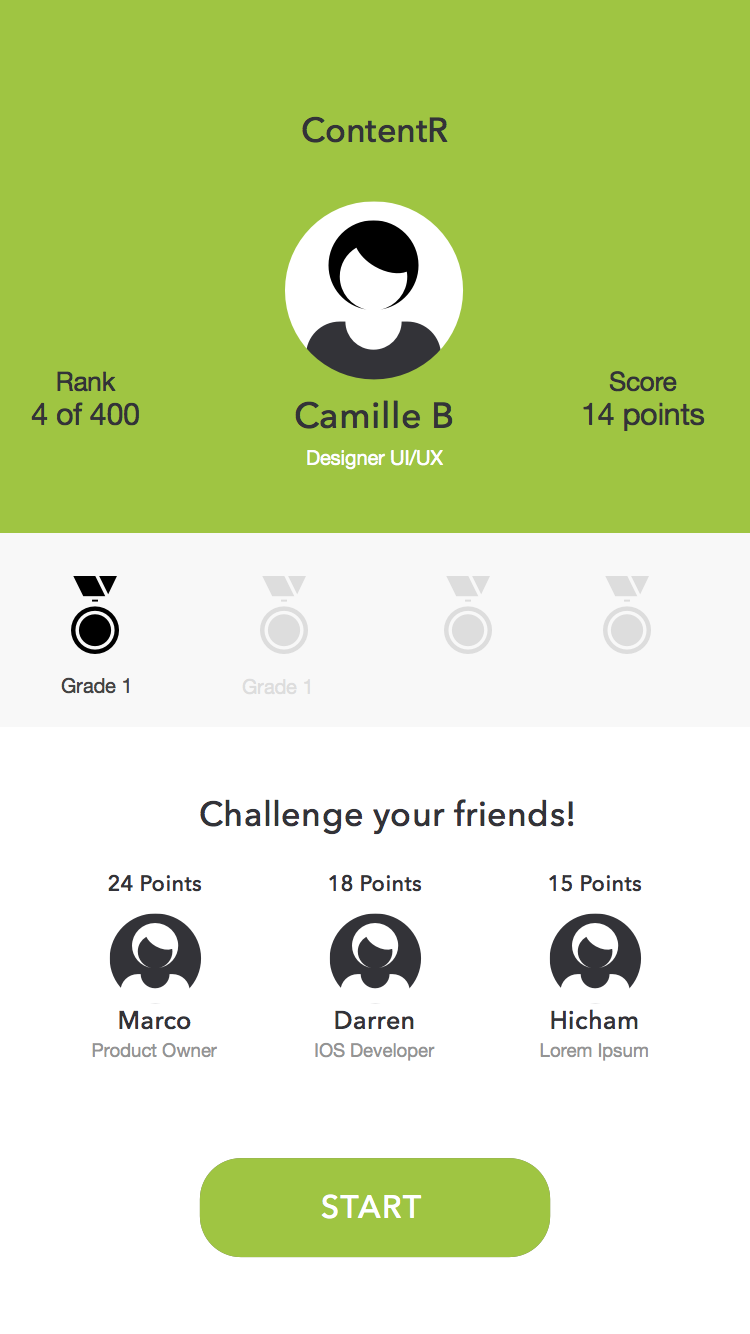 ContentR
Rank
4 of 400
Score
14 points
Camille B
Designer UI/UX
Grade 1
Grade 1
Challenge your friends!
24 Points
18 Points
15 Points
Marco
Darren
Hicham
Product Owner
IOS Developer
Lorem Ipsum
START